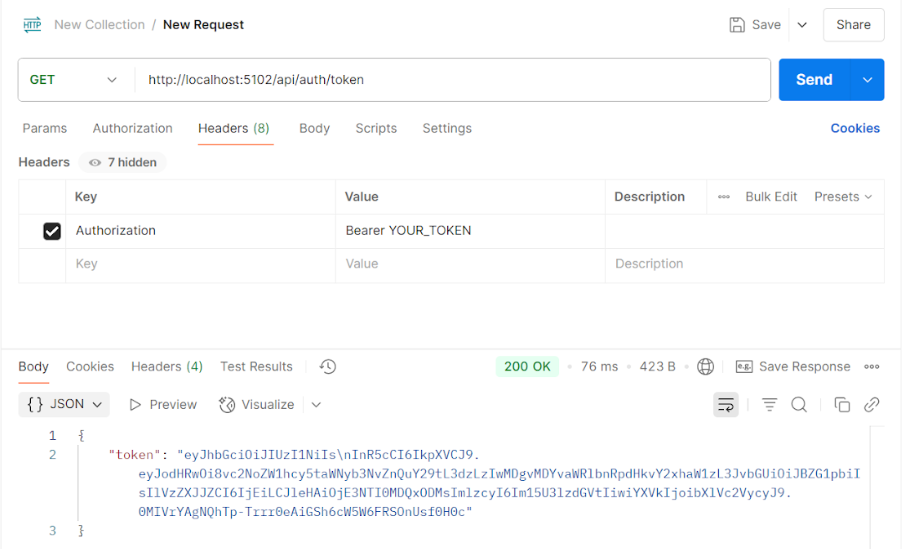 HTTP New Collection / New Request Save Share
GET http://localhost:5102/api/auth/token Send
Params Authorization Headers (8) Body Scripts Settings Cookies
Headers 7 hidden
Key Value Description Bulk Edit Presets
Authorization Bearer YOUR_TOKEN
Key Value Description
Body Cookies Headers (4) Test Results 200 OK • 76 ms • 423 B • e.g. Save Response
{} JSON Preview Visualize
1 {
2 "token": "eyJhbGciOiJIUzI1NiIs\nInR5cCI6IkpXVCJ9.
eyJodHRwOi8vc2NoZW1hcy5taWNyb3NvZnQuY29tL3dzLzIwMDgvMDYvaWRlbnRpdHkvY2xhaW1zL3JvbGUiOiJBZG1pbiI
sIlVzZXJJZCI6IjEiLCJleHAiOjE3NTI0MDQxODMsImlzcyI6Im15U3lzdGVtIiwiYXVkIjoibXlVc2VycyJ9.
0MIVrYAgNQhTp-Trrr0eAiGSh6cW5W6FRSOnUsf0H0c"
3 }